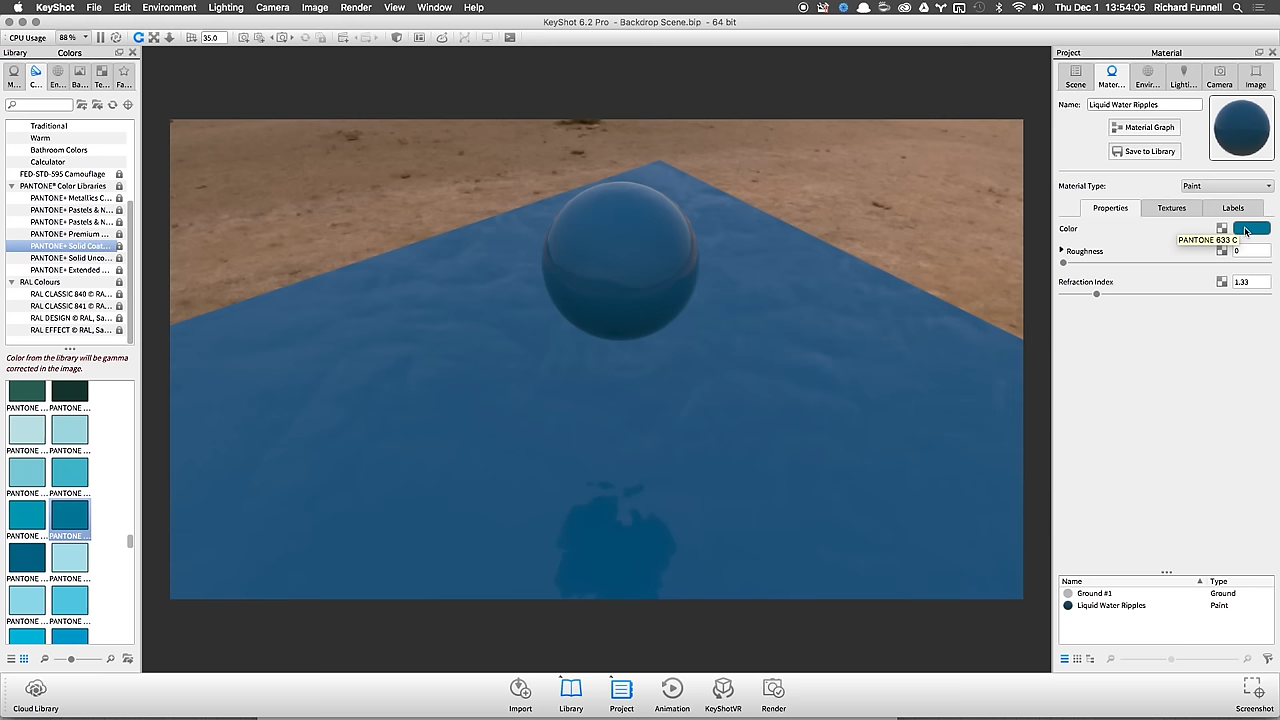 KeyShot File Edit Environment Lighting Camera Image Render View Window Help Thu Dec 1 13:54:05 Richard Funnell
KeyShot 6.2 Pro - Backdrop Scene.bip - 64 bit
CPU Usage 88 % 35.0
Library Colors
M... C... En... Ba... Te... Fa...
Traditional
Warm
Bathroom Colors
Calculator
FED-STD-595 Camouflage
PANTONE® Color Libraries
PANTONE+ Metallics C...
PANTONE+ Pastels & N...
PANTONE+ Pastels & N...
PANTONE+ Premium ...
PANTONE+ Solid Coat...
PANTONE+ Solid Unco...
PANTONE+ Extended ...
RAL Colours
RAL CLASSIC 840 © RA...
RAL CLASSIC 841 © RA...
RAL DESIGN © RAL, Sa...
RAL EFFECT © RAL, Sa...
Color from the library will be gamma
corrected in the image.
PANTONE ... PANTONE ...
PANTONE ... PANTONE ...
PANTONE ... PANTONE ...
PANTONE ... PANTONE ...
PANTONE ... PANTONE ...
PANTONE ... PANTONE ...
Project Material
Scene Mater... Envir... Lighti... Camera Image
Name: Liquid Water Ripples
Material Graph
Save to Library
Material Type: Paint
Properties Textures Labels
Color
PANTONE 633 C
Roughness 0
Refraction Index 1.33
Name Type
Ground #1 Ground
Liquid Water Ripples Paint
Cloud Library Import Library Project Animation KeyShotVR Render Screenshot